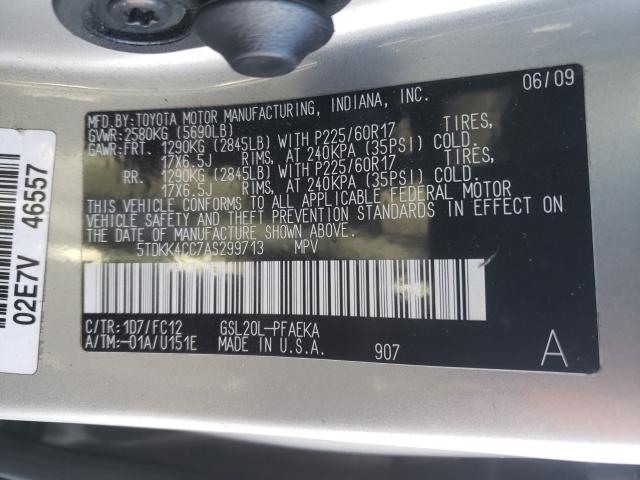 06/09
MFD.BY:TOYOTA MOTOR MANUFACTURING, INDIANA, INC.
GVWR:2580KG (5690LB)
GAWR:FRT. 1290KG (2845LB) WITH P225/60R17 TIRES,
17X6.5J RIMS, AT 240KPA (35PSI) COLD.
RR. 1290KG (2845LB) WITH P225/60R17 TIRES,
17X6.5J RIMS, AT 240KPA (35PSI) COLD.
THIS VEHICLE CONFORMS TO ALL APPLICABLE FEDERAL MOTOR
VEHICLE SAFETY AND THEFT PREVENTION STANDARDS IN EFFECT ON
THE DATE OF MANUFACTURE SHOWN ABOVE.
5TDKK4CC7AS299713 MPV
C/TR: 1D7/FC12 GSL20L-PFAEKA
A/TM:-01A/U151E MADE IN U.S.A. 907 A
02E7V 46557